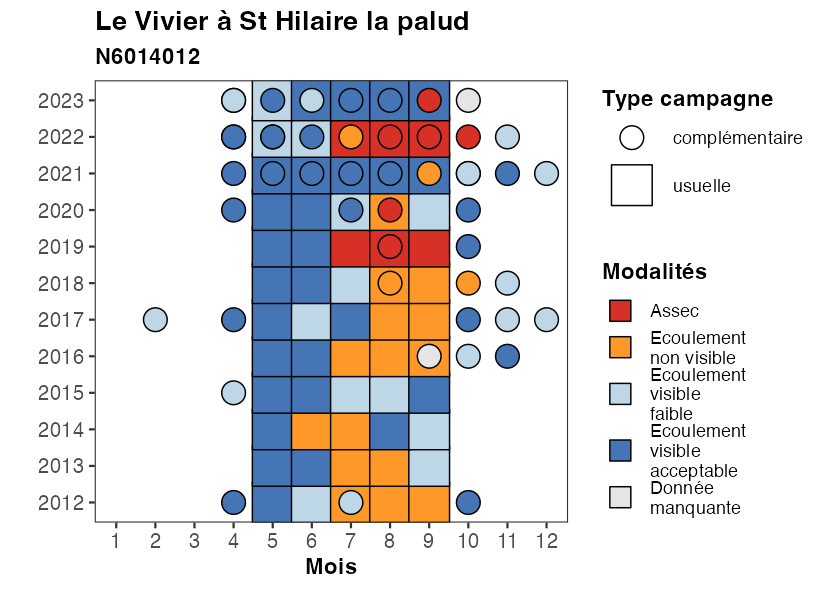 Le Vivier à St Hilaire la palud
N6014012
2023
2022
2021
2020
2019
2018
2017
2016
2015
2014
2013
2012
1 2 3 4 5 6 7 8 9 10 11 12
Mois
Type campagne
complémentaire
usuelle
Modalités
Assec
Ecoulement
non visible
Ecoulement
visible
faible
Ecoulement
visible
acceptable
Donnée
manquante